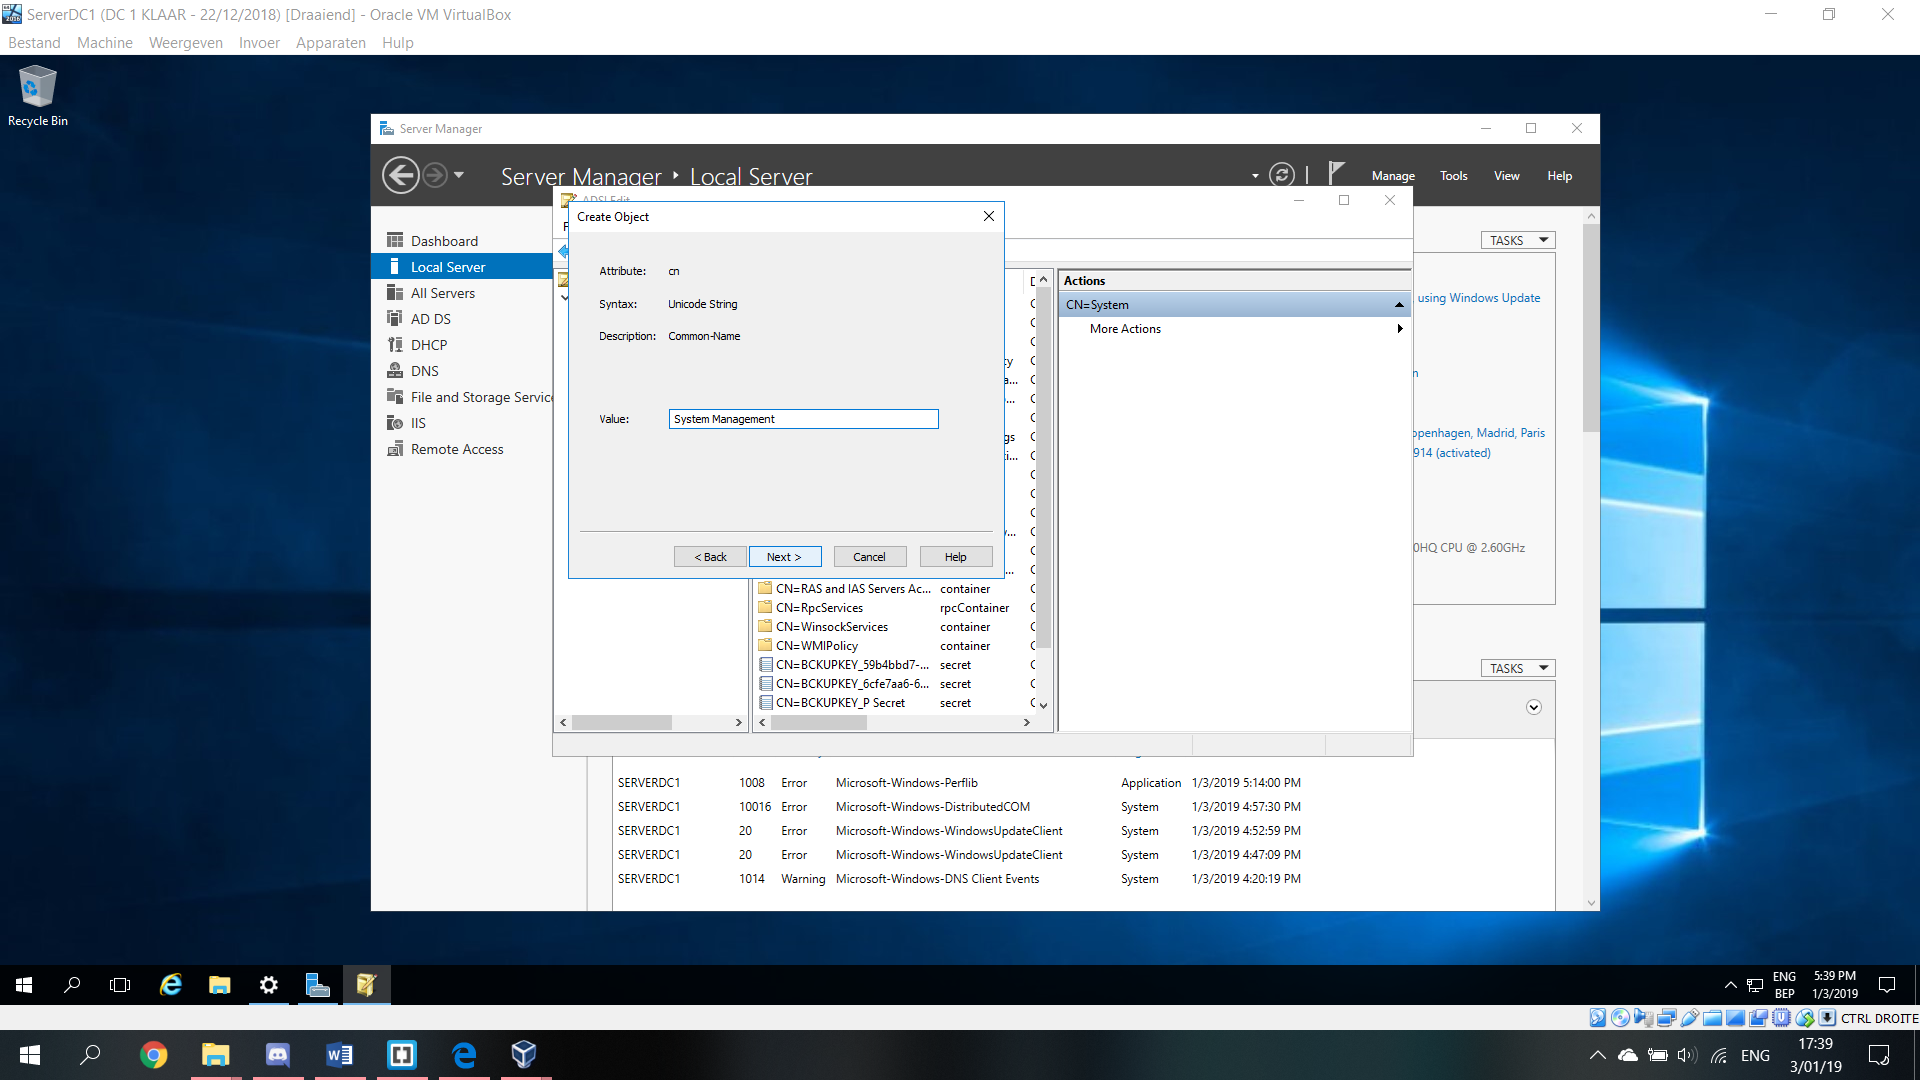 ServerDC1 (DC 1 KLAAR - 22/12/2018) [Draaiend] - Oracle VM VirtualBox
Bestand Machine Weergeven Invoer Apparaten Hulp
Recycle Bin
Server Manager
Server Manager Local Server
Manage Tools View Help
ADSI Edit
Create Object
Dashboard
Local Server
All Servers
AD DS
DHCP
DNS
File and Storage Service
IIS
Remote Access
Attribute: cn
Syntax: Unicode String
Description: Common-Name
Value: System Management
< Back Next > Cancel Help
Actions
CN=System
More Actions
TASKS
using Windows Update
openhagen, Madrid, Paris
914 (activated)
0HQ CPU @ 2.60GHz
TASKS
CN=RAS and IAS Servers Ac... container
CN=RpcServices rpcContainer
CN=WinsockServices container
CN=WMIPolicy container
CN=BCKUPKEY_59b4bbd7-... secret
CN=BCKUPKEY_6cfe7aa6-6... secret
CN=BCKUPKEY_P Secret secret
SERVERDC1 1008 Error Microsoft-Windows-Perflib Application 1/3/2019 5:14:00 PM
SERVERDC1 10016 Error Microsoft-Windows-DistributedCOM System 1/3/2019 4:57:30 PM
SERVERDC1 20 Error Microsoft-Windows-WindowsUpdateClient System 1/3/2019 4:52:59 PM
SERVERDC1 20 Error Microsoft-Windows-WindowsUpdateClient System 1/3/2019 4:47:09 PM
SERVERDC1 1014 Warning Microsoft-Windows-DNS Client Events System 1/3/2019 4:20:19 PM
ENG
BEP
5:39 PM
1/3/2019
CTRL DROITE
ENG
17:39
3/01/19